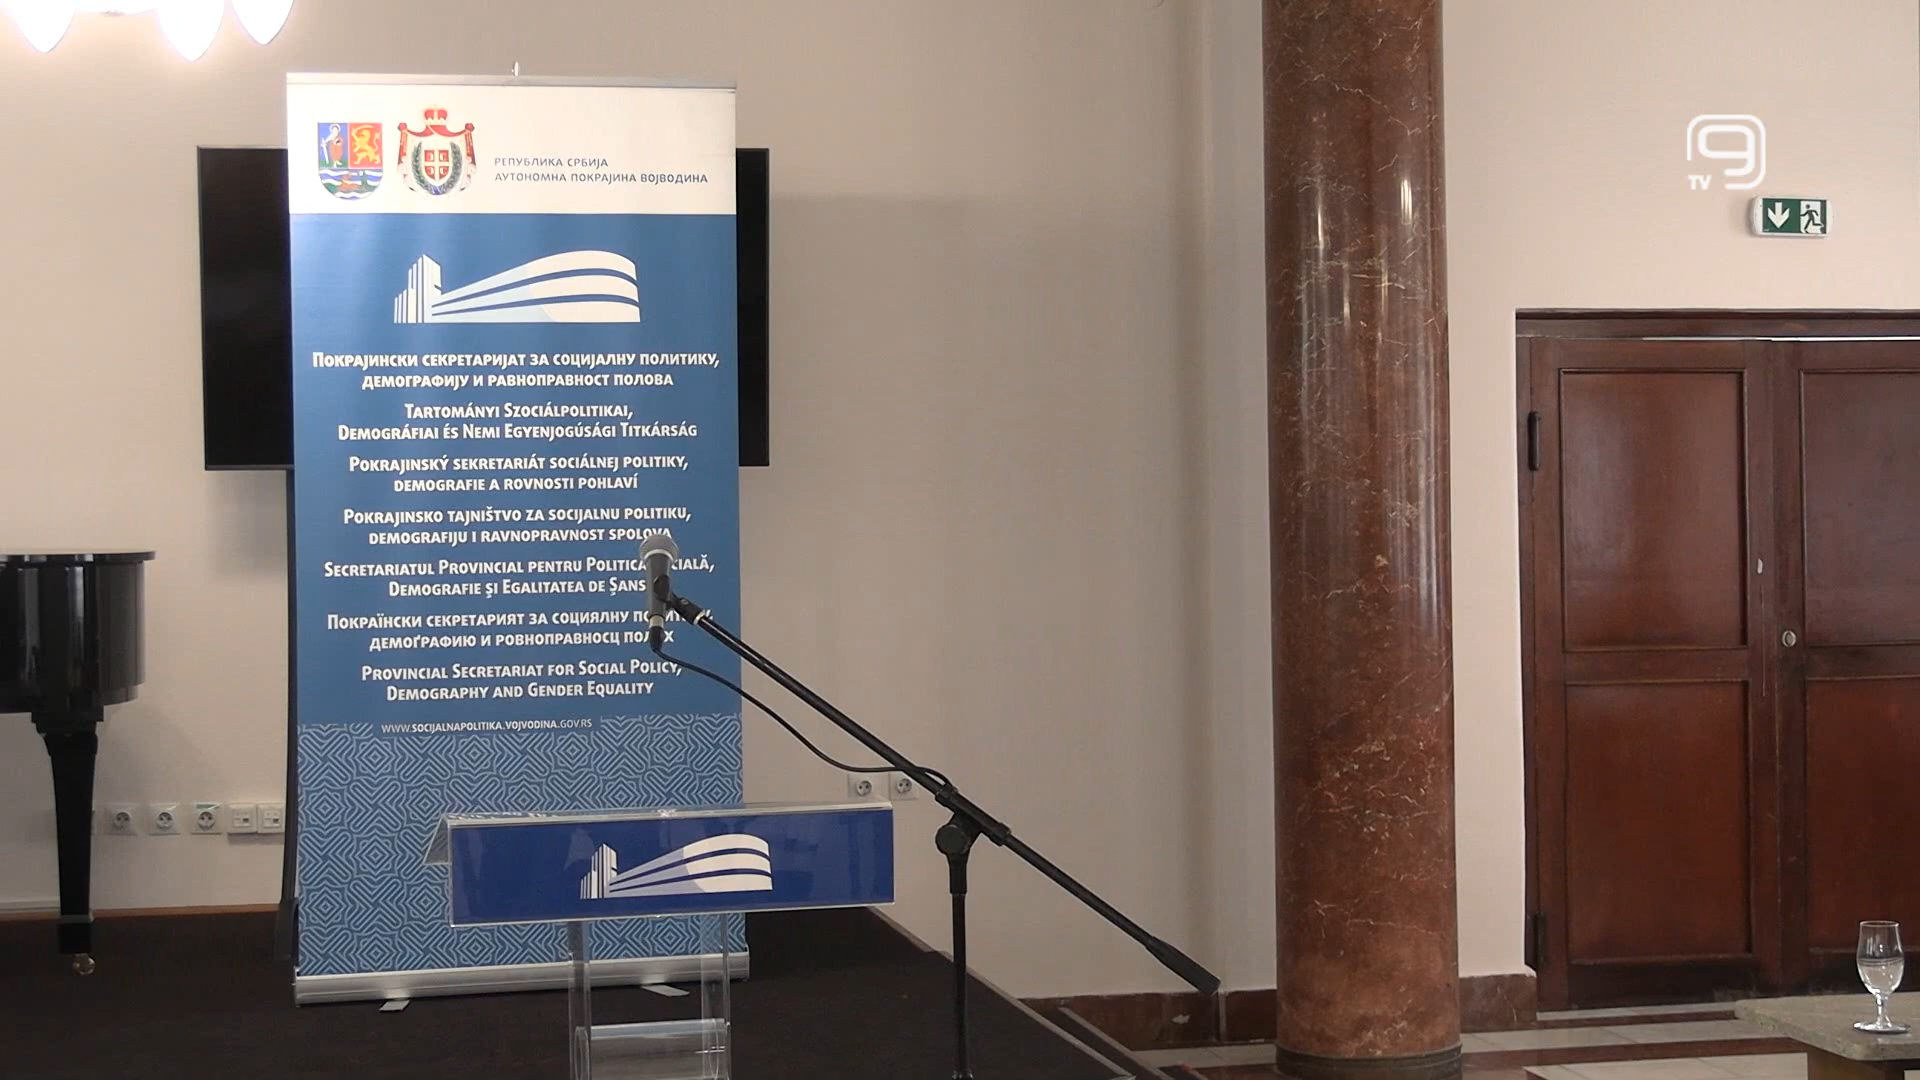 РЕПУБЛИКА СРБИЈА
АУТОНОМНА ПОКРАЈИНА ВОЈВОДИНА
ПОКРАЈИНСКИ СЕКРЕТАРИЈАТ ЗА СОЦИЈАЛНУ ПОЛИТИКУ,
ДЕМОГРАФИЈУ И РАВНОПРАВНОСТ ПОЛОВА
TARTOMÁNYI SZOCIÁLPOLITIKAI,
DEMOGRÁFIAI ÉS NEMI EGYENJOGÚSÁGI TITKÁRSÁG
POKRAJINSKÝ SEKRETARIÁT SOCIÁLNEJ POLITIKY,
DEMOGRAFIE A ROVNOSTI POHLAVÍ
POKRAJINSKO TAJNIŠTVO ZA SOCIJALNU POLITIKU,
DEMOGRAFIJU I RAVNOPRAVNOST SPOLOVA
SECRETARIATUL PROVINCIAL PENTRU
DEMOGRAFIE ŞI EGALITATEA DE
ПОКРАЇНСКИ СЕКРЕТАРИЯТ ЗА СОЦИЯЛНУ
ДЕМОҐРАФИЮ И РОВНОПРАВНОСЦ
PROVINCIAL SECRETARIAT FOR SOCIAL POLICY,
DEMOGRAPHY AND GENDER EQUALITY
WWW.SOCIJALNAPOLITIKA.VOJVODINA.GOV.RS
9
TV